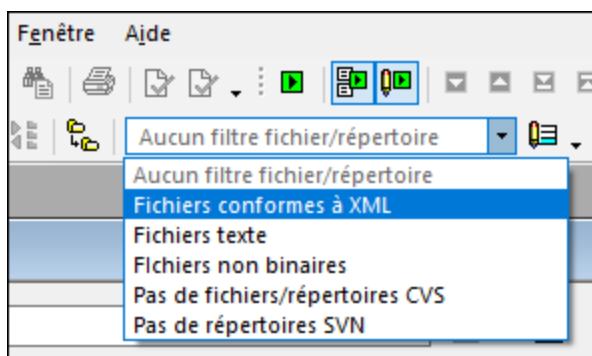 Fenêtre Aide
Aucun filtre fichier/répertoire
Aucun filtre fichier/répertoire
Fichiers conformes à XML
Fichiers texte
FIchiers non binaires
Pas de fichiers/répertoires CVS
Pas de répertoires SVN